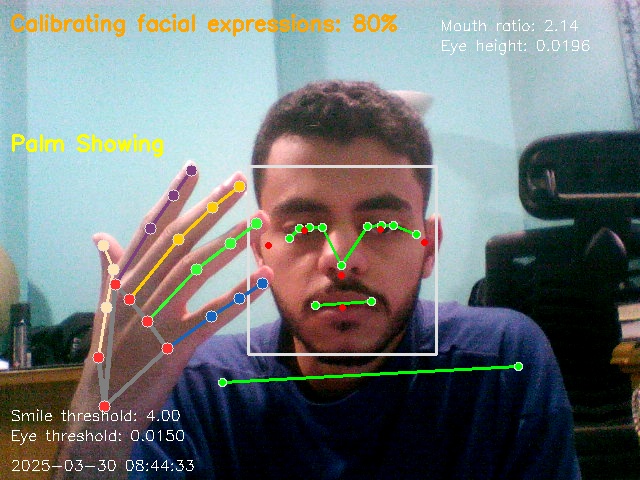 Calibrating facial expressions: 80%
Mouth ratio: 2.14
Eye height: 0.0196
Palm Showing
Smile threshold: 4.00
Eye threshold: 0.0150
2025-03-30 08:44:33